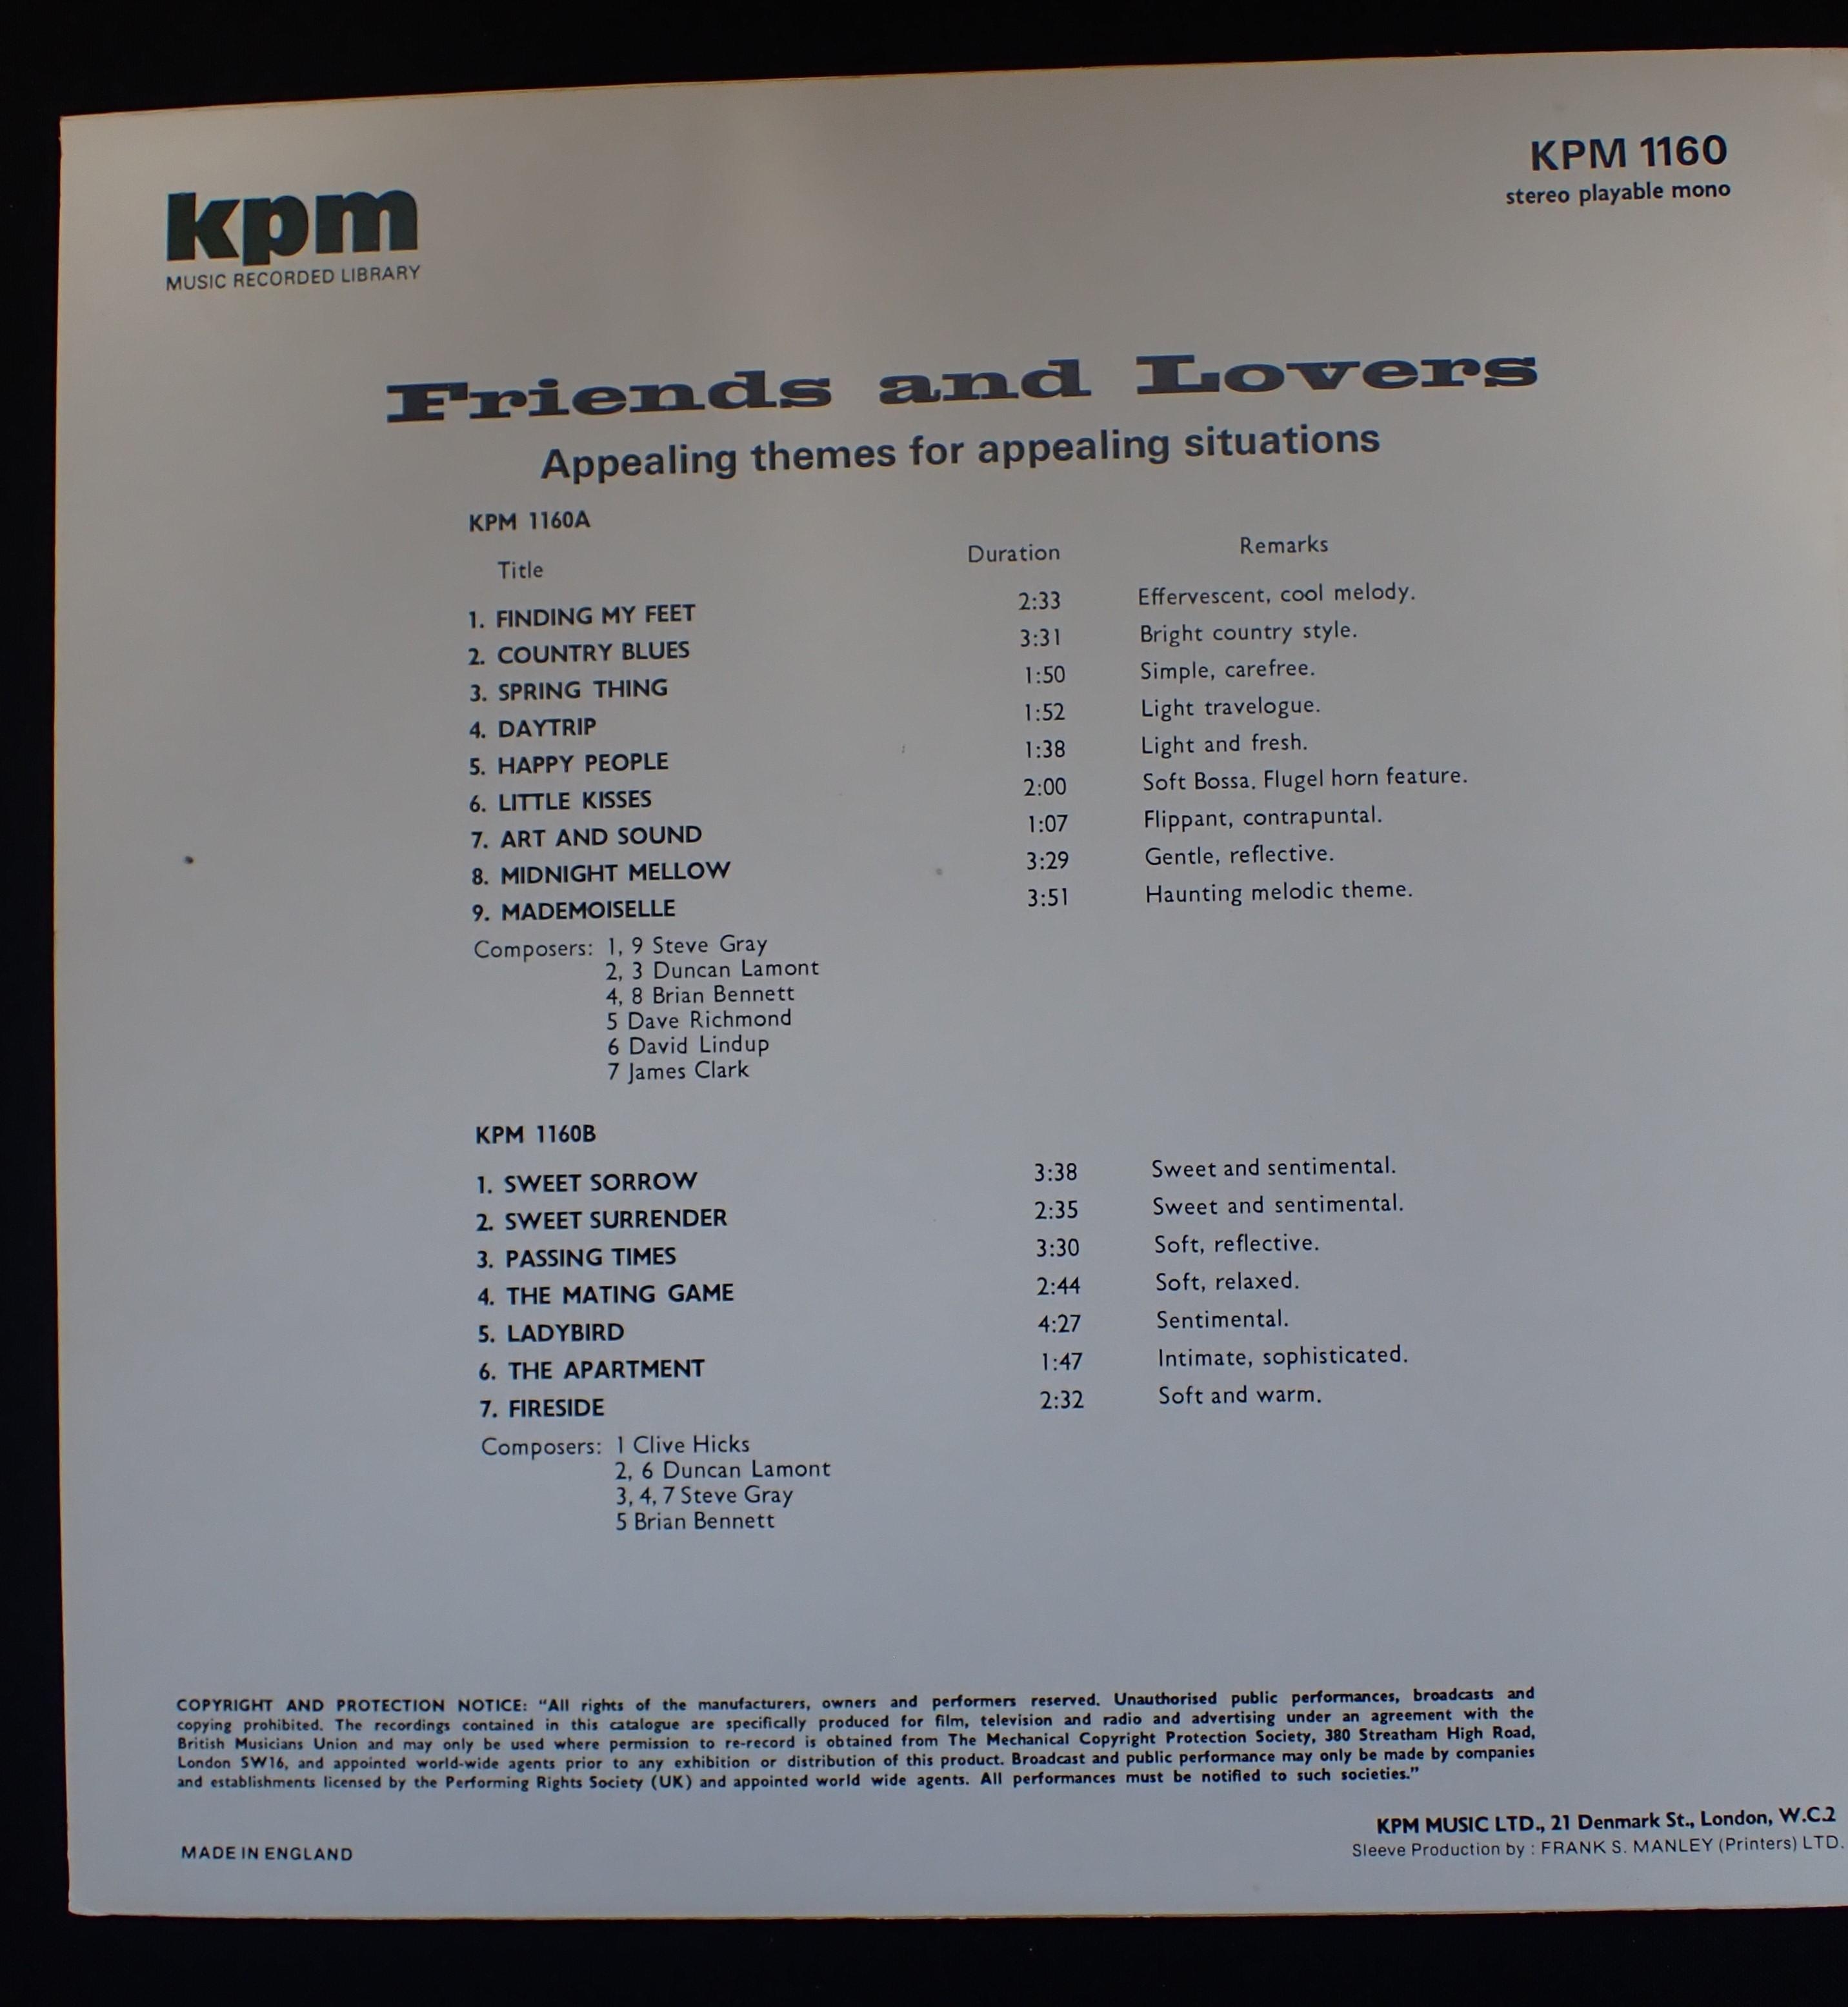 KPM 1160
stereo playable mono
kpm
MUSIC RECORDED LIBRARY
Friends and Lovers
Appealing themes for appealing situations
KPM 1160A
Title Duration Remarks
1. FINDING MY FEET 2:33 Effervescent, cool melody.
2. COUNTRY BLUES 3:31 Bright country style.
3. SPRING THING 1:50 Simple, carefree.
4. DAYTRIP 1:52 Light travelogue.
5. HAPPY PEOPLE 1:38 Light and fresh.
6. LITTLE KISSES 2:00 Soft Bossa. Flugel horn feature.
7. ART AND SOUND 1:07 Flippant, contrapuntal.
8. MIDNIGHT MELLOW 3:29 Gentle, reflective.
9. MADEMOISELLE 3:51 Haunting melodic theme.
Composers: 1, 9 Steve Gray
2, 3 Duncan Lamont
4, 8 Brian Bennett
5 Dave Richmond
6 David Lindup
7 James Clark
KPM 1160B
1. SWEET SORROW 3:38 Sweet and sentimental.
2. SWEET SURRENDER 2:35 Sweet and sentimental.
3. PASSING TIMES 3:30 Soft, reflective.
4. THE MATING GAME 2:44 Soft, relaxed.
5. LADYBIRD 4:27 Sentimental.
6. THE APARTMENT 1:47 Intimate, sophisticated.
7. FIRESIDE 2:32 Soft and warm.
Composers: 1 Clive Hicks
2, 6 Duncan Lamont
3, 4, 7 Steve Gray
5 Brian Bennett
COPYRIGHT AND PROTECTION NOTICE: “All rights of the manufacturers, owners and performers reserved. Unauthorised public performances, broadcasts and
copying prohibited. The recordings contained in this catalogue are specifically produced for film, television and radio and advertising under an agreement with the
British Musicians Union and may only be used where permission to re-record is obtained from The Mechanical Copyright Protection Society, 380 Streatham High Road,
London SW16, and appointed world-wide agents prior to any exhibition or distribution of this product. Broadcast and public performance may only be made by companies
and establishments licensed by the Performing Rights Society (UK) and appointed world wide agents. All performances must be notified to such societies.”
KPM MUSIC LTD., 21 Denmark St., London, W.C.2
Sleeve Production by : FRANK S. MANLEY (Printers) LTD.
MADE IN ENGLAND